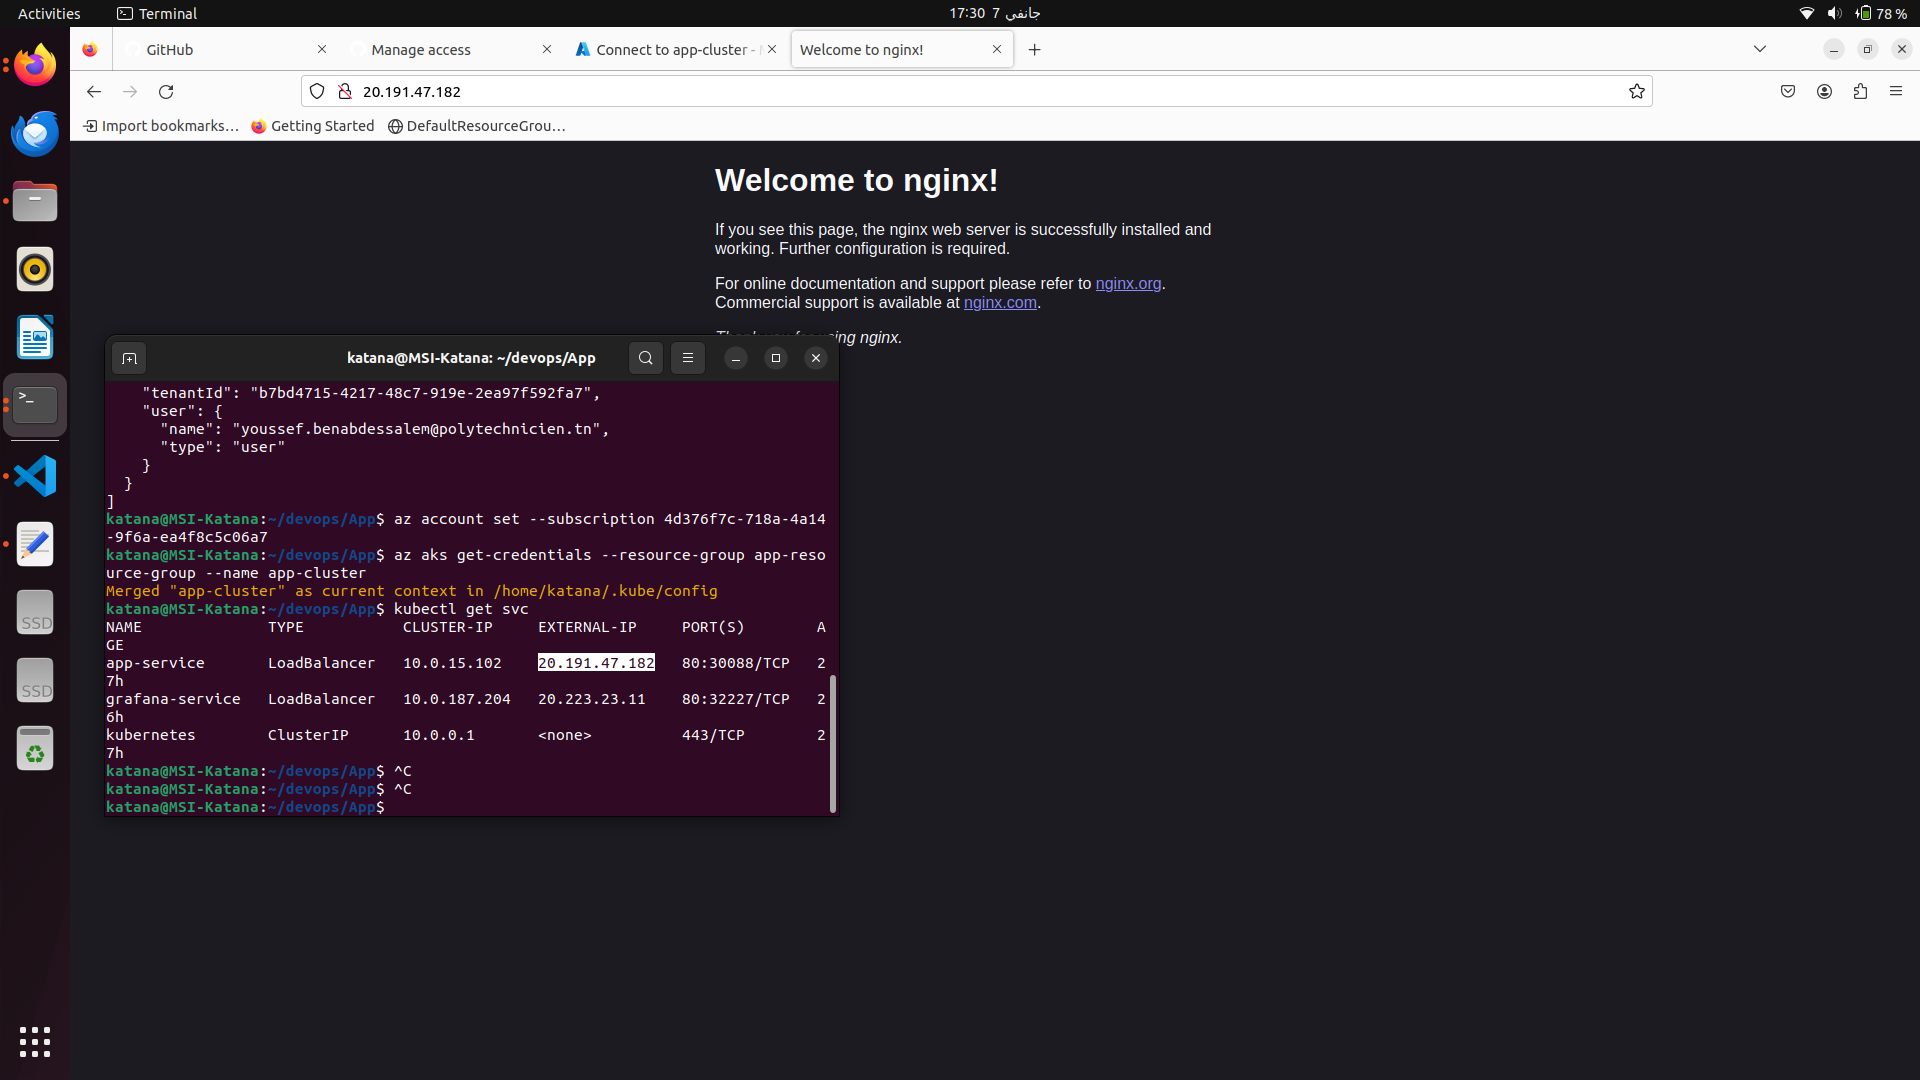 Activities
Terminal
17:30 7 جانفي
78 %
GitHub
Manage access
Connect to app-cluster -
Welcome to nginx!
20.191.47.182
Import bookmarks…
Getting Started
DefaultResourceGrou…
Welcome to nginx!
If you see this page, the nginx web server is successfully installed and
working. Further configuration is required.
For online documentation and support please refer to nginx.org.
Commercial support is available at nginx.com.
nginx.
katana@MSI-Katana: ~/devops/App
"tenantId": "b7bd4715-4217-48c7-919e-2ea97f592fa7",
"user": {
"name": "youssef.benabdessalem@polytechnicien.tn",
"type": "user"
}
}
]
katana@MSI-Katana:~/devops/App$ az account set --subscription 4d376f7c-718a-4a14
-9f6a-ea4f8c5c06a7
katana@MSI-Katana:~/devops/App$ az aks get-credentials --resource-group app-reso
urce-group --name app-cluster
Merged "app-cluster" as current context in /home/katana/.kube/config
katana@MSI-Katana:~/devops/App$ kubectl get svc
NAME TYPE CLUSTER-IP EXTERNAL-IP PORT(S) A
GE
app-service LoadBalancer 10.0.15.102 20.191.47.182 80:30088/TCP 2
7h
grafana-service LoadBalancer 10.0.187.204 20.223.23.11 80:32227/TCP 2
6h
kubernetes ClusterIP 10.0.0.1 <none> 443/TCP 2
7h
katana@MSI-Katana:~/devops/App$ ^C
katana@MSI-Katana:~/devops/App$ ^C
katana@MSI-Katana:~/devops/App$
SSD
SSD